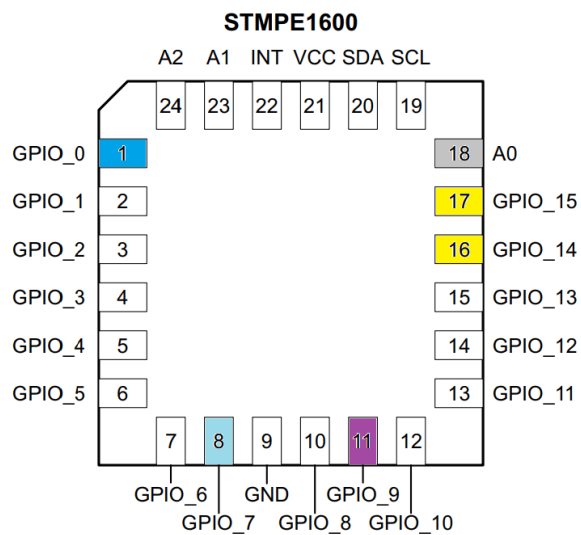 STMPE1600
A2 A1 INT VCC SDA SCL
24 23 22 21 20 19
GPIO_0 1 18 A0
GPIO_1 2 17 GPIO_15
GPIO_2 3 16 GPIO_14
GPIO_3 4 15 GPIO_13
GPIO_4 5 14 GPIO_12
GPIO_5 6 13 GPIO_11
7 8 9 10 11 12
GPIO_6 GND GPIO_9
GPIO_7 GPIO_8 GPIO_10